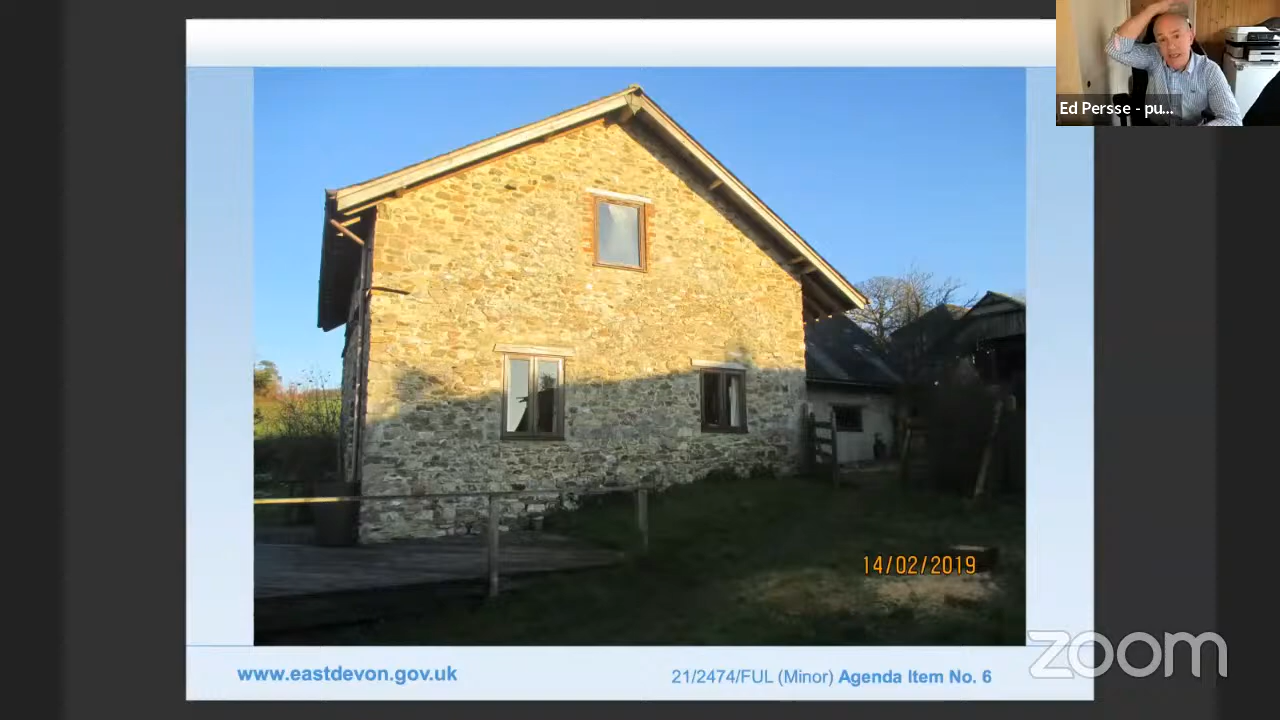 Ed Persse - pu...
14/02/2019
www.eastdevon.gov.uk
21/2474/FUL (Minor) Agenda Item No. 6
zoom